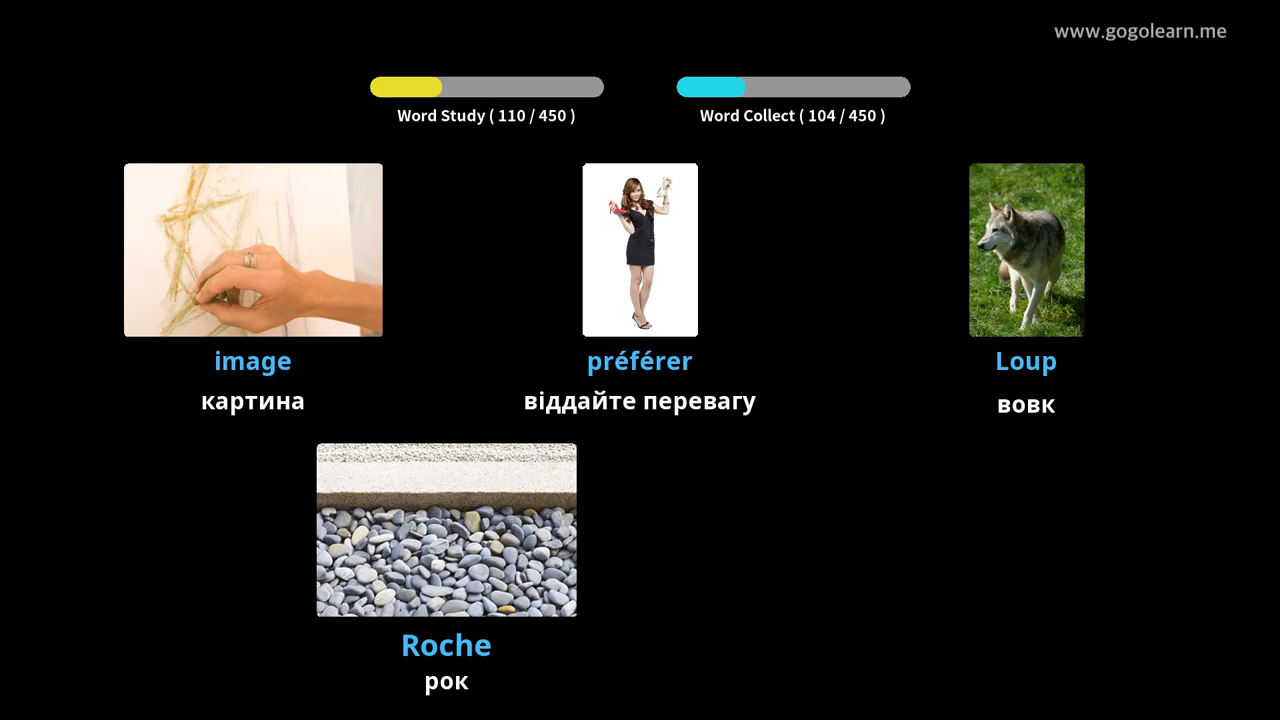 www.gogolearn.me
Word Study ( 110 / 450 )
Word Collect ( 104 / 450 )
image
картина
préférer
віддайте перевагу
Loup
вовк
Roche
рок